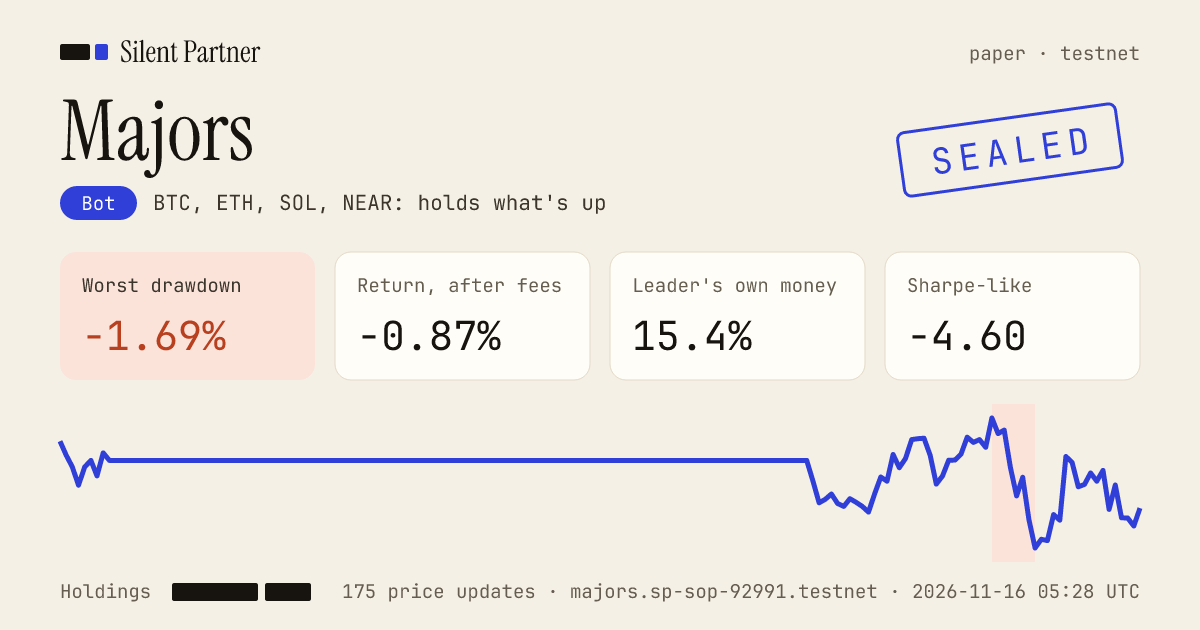 Silent Partner
paper · testnet
Majors
SEALED
Bot
BTC, ETH, SOL, NEAR: holds what's up
Worst drawdown
-1.69%
Return, after fees
-0.87%
Leader's own money
15.4%
Sharpe-like
-4.60
Holdings
175 price updates · majors.sp-sop-92991.testnet · 2026-11-16 05:28 UTC